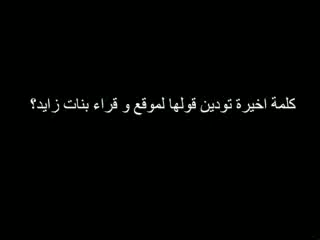 كلمة اخيرة تودين قولها لموقع و قراء بنات زايد؟